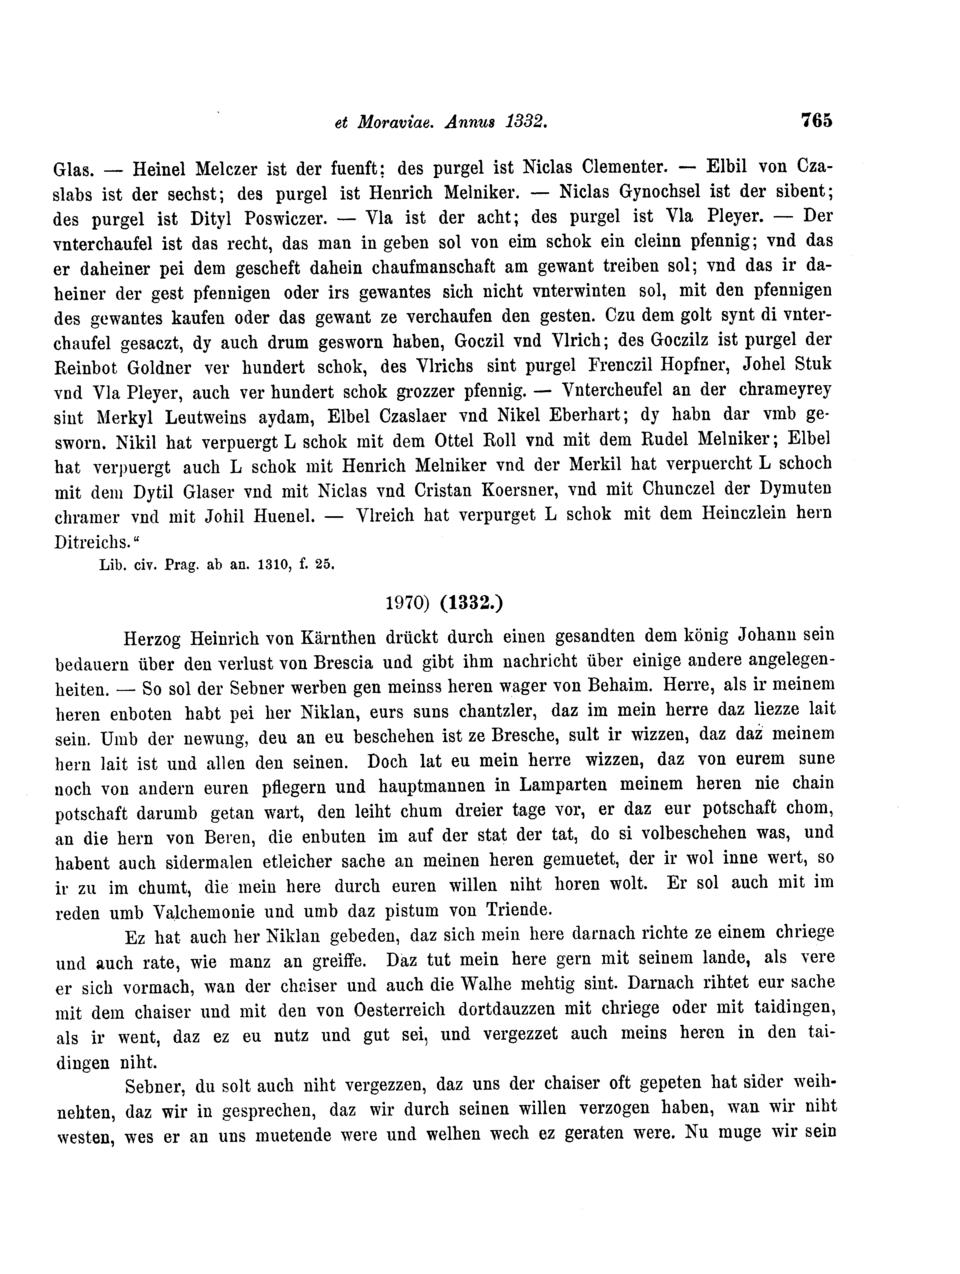 et Moraviae. Annus 1332. 765
Glas. — Heinel Melczer ist der fuenft; des purgel ist Niclas Clementer. — Elbil von Cza-
slabs ist der sechst; des purgel ist Henrich Melniker. — Niclas Gynochsel ist der sibent;
des purgel ist Dityl Poswiczer. — Vla ist der acht; des purgel ist Vla Pleyer. — Der
vnterchaufel ist das recht, das man in geben sol von eim schok ein cleinn pfennig; vnd das
er daheiner pei dem gescheft dahein chaufmanschaft am gewant treiben sol; vnd das ir da-
heiner der gest pfennigen oder irs gewantes sich nicht vnterwinten sol, mit den pfennigen
des gewantes kaufen oder das gewant ze verchaufen den gesten. Czu dem golt synt di vnter-
chaufel gesaczt, dy auch drum gesworn haben, Goczil vnd Vlrich; des Goczilz ist purgel der
Reinbot Goldner ver hundert schok, des Vlrichs sint purgel Frenczil Hopfner, Johel Stuk
vnd Vla Pleyer, auch ver hundert schok grozzer pfennig. — Vntercheufel an der chrameyrey
sint Merkyl Leutweins aydam, Elbel Czaslaer vnd Nikel Eberhart; dy habn dar vmb ge-
sworn. Nikil hat verpuergt L schok mit dem Ottel Roll vnd mit dem Rudel Melniker; Elbel
hat verpuergt auch L schok mit Henrich Melniker vnd der Merkil hat verpuercht L schoch
mit dem Dytil Glaser vnd mit Niclas vnd Cristan Koersner, vnd mit Chunczel der Dymuten
chramer vnd mit Johil Huenel. — Vlreich hat verpurget L schok mit dem Heinczlein hern
Ditreichs.“
Lib. civ. Prag. ab an. 1310, f. 25.
1970) (1332.)
Herzog Heinrich von Kärnthen drückt durch einen gesandten dem könig Johann sein
bedauern über den verlust von Brescia und gibt ihm nachricht über einige andere angelegen-
heiten. — So sol der Sebner werben gen meinss heren wager von Behaim. Herre, als ir meinem
heren enboten habt pei her Niklan, eurs suns chantzler, daz im mein herre daz liezze lait
sein. Umb der newung, deu an eu beschehen ist ze Bresche, sult ir wizzen, daz daz meinem
hern lait ist und allen den seinen. Doch lat eu mein herre wizzen, daz von eurem sune
noch von andern euren pflegern und hauptmannen in Lamparten meinem heren nie chain
potschaft darumb getan wart, den leiht chum dreier tage vor, er daz eur potschaft chom,
an die hern von Beren, die enbuten im auf der stat der tat, do si volbeschehen was, und
habent auch sidermalen etleicher sache an meinen heren gemuetet, der ir wol inne wert, so
ir zu im chumt, die mein here durch euren willen niht horen wolt. Er sol auch mit im
reden umb Valchemonie und umb daz pistum von Triende.
Ez hat auch her Niklan gebeden, daz sich mein here darnach richte ze einem chriege
und auch rate, wie manz an greiffe. Daz tut mein here gern mit seinem lande, als vere
er sich vormach, wan der cheiser und auch die Walhe mehtig sint. Darnach rihtet eur sache
mit dem chaiser und mit den von Oesterreich dortdauzzen mit chriege oder mit taidingen,
als ir went, daz ez eu nutz und gut sei, und vergezzet auch meins heren in den tai-
dingen niht.
Sebner, du solt auch niht vergezzen, daz uns der chaiser oft gepeten hat sider weih-
nehten, daz wir in gesprechen, daz wir durch seinen willen verzogen haben, wan wir niht
westen, wes er an uns muetende were und welhen wech ez geraten were. Nu muge wir sein